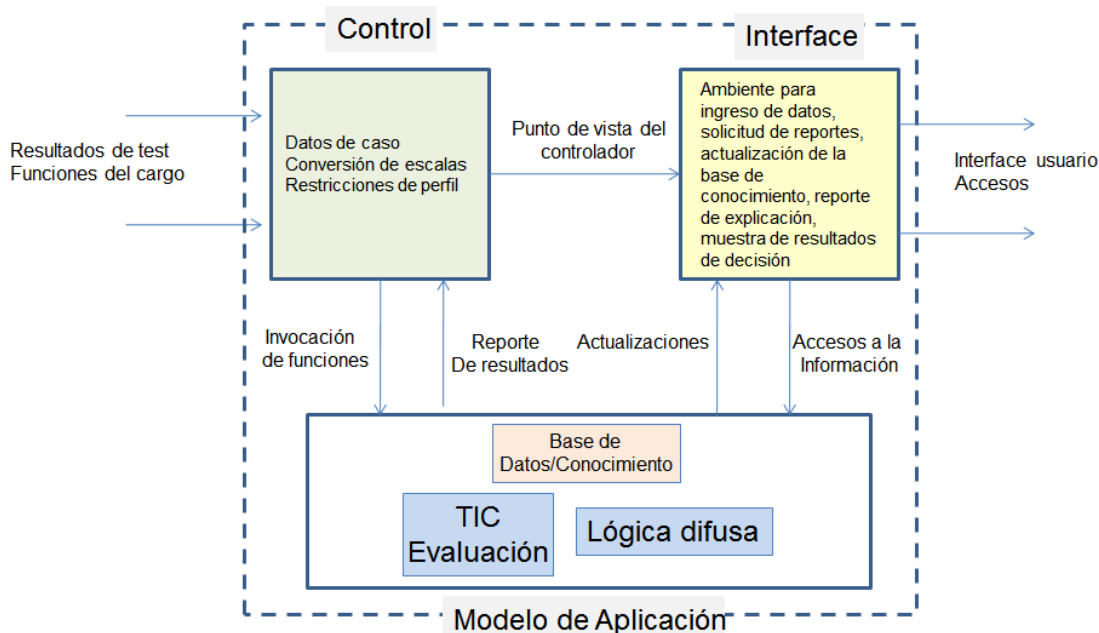 Control
Interface
Resultados de test
Funciones del cargo
Datos de caso
Conversión de escalas
Restricciones de perfil
Punto de vista del
controlador
Ambiente para
ingreso de datos,
solicitud de reportes,
actualización de la
base de
conocimiento, reporte
de explicación,
muestra de resultados
de decisión
Interface usuario
Accesos
Invocación
de funciones
Reporte
De resultados
Actualizaciones
Accesos a la
Información
Base de
Datos/Conocimiento
TIC
Evaluación
Lógica difusa
Modelo de Aplicación